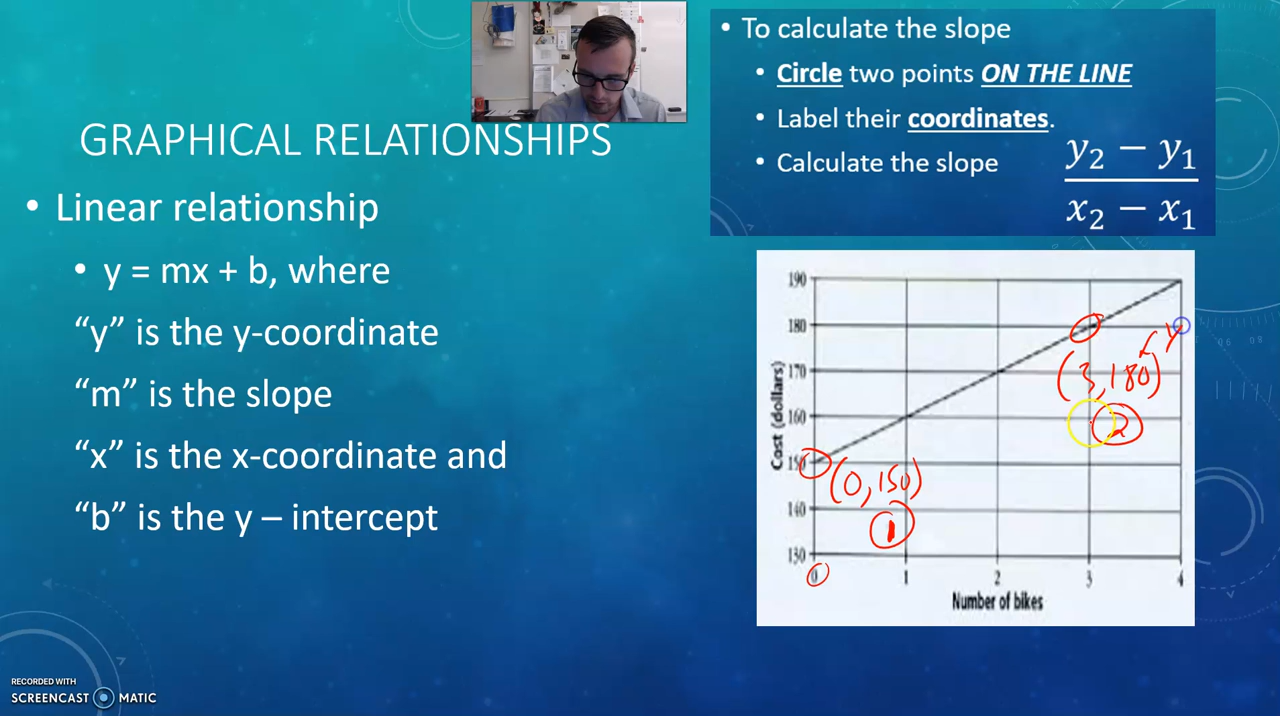 • To calculate the slope
• Circle two points ON THE LINE
• Label their coordinates.
• Calculate the slope
y2 − y1
x2 − x1
GRAPHICAL RELATIONSHIPS
• Linear relationship
• y = mx + b, where
“y” is the y-coordinate
“m” is the slope
“x” is the x-coordinate and
“b” is the y – intercept
Cost (dollars)
190
180
170
160
150
140
130
0 1 2 3 4
Number of bikes
(3,180)
y
2
(0,150)
1
0
RECORDED WITH
SCREENCAST MATIC